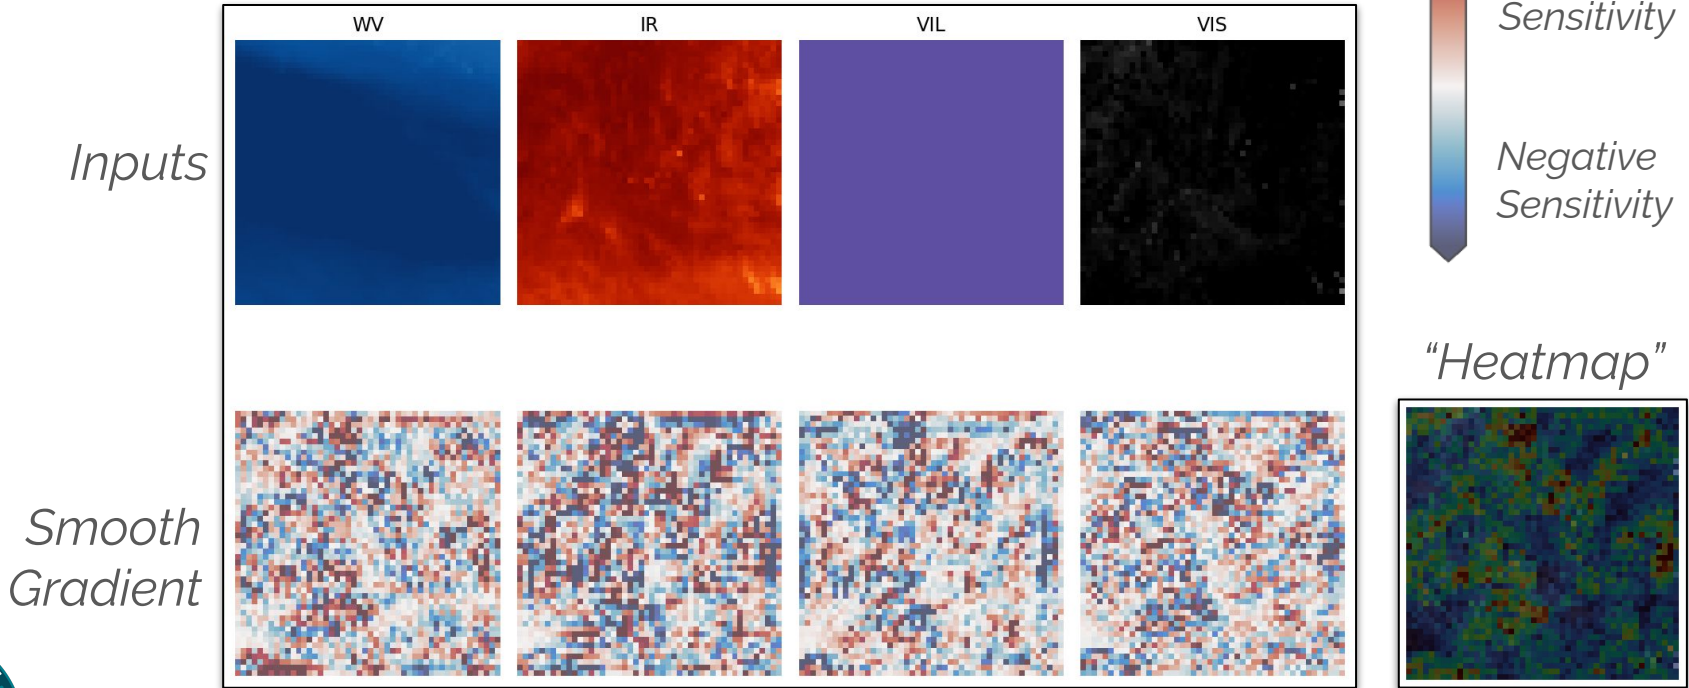 WV
IR
VIL
VIS
Inputs
Sensitivity
Negative
Sensitivity
"Heatmap"
Smooth
Gradient